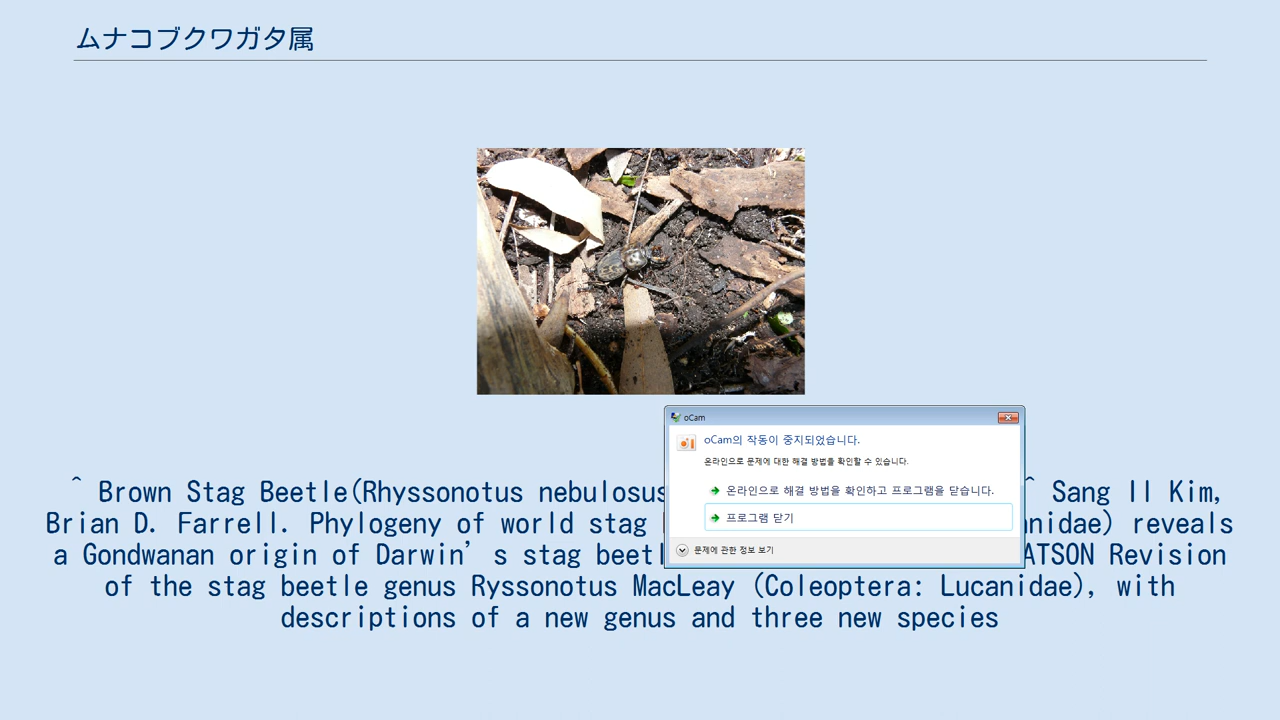 ムナコブクワガタ属
oCam
oCam의 작동이 중지되었습니다.
온라인으로 문제에 대한 해결 방법을 확인할 수 있습니다.
온라인으로 해결 방법을 확인하고 프로그램을 닫습니다.
프로그램 닫기
문제에 관한 정보 보기
^ Brown Stag Beetle(Rhyssonotus nebulosus ^ Sang Il Kim,
Brian D. Farrell. Phylogeny of world stag anidae) reveals
a Gondwanan origin of Darwin’s stag beetl ATSON Revision
of the stag beetle genus Ryssonotus MacLeay (Coleoptera: Lucanidae), with
descriptions of a new genus and three new species